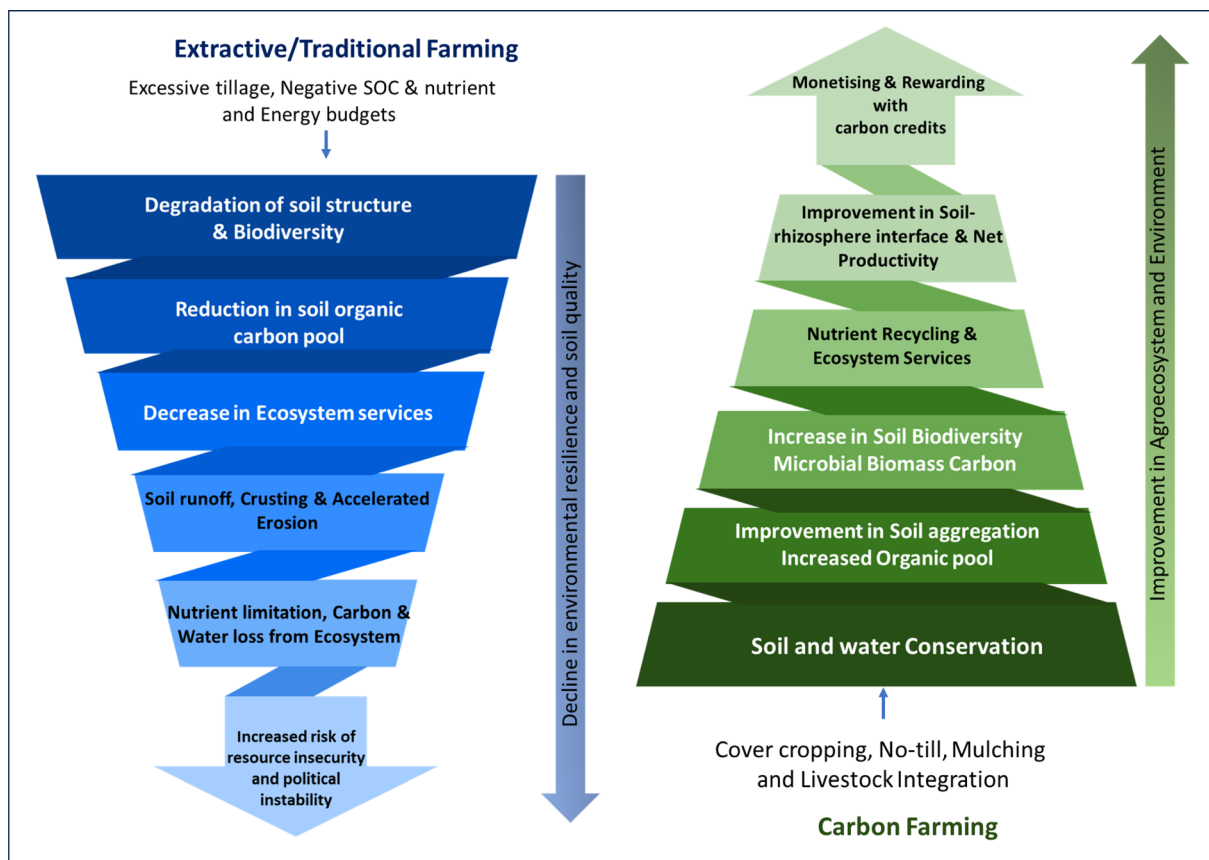 Extractive/Traditional Farming
Excessive tillage, Negative SOC & nutrient
and Energy budgets
Degradation of soil structure
& Biodiversity
Reduction in soil organic
carbon pool
Decrease in Ecosystem services
Soil runoff, Crusting & Accelerated
Erosion
Nutrient limitation, Carbon &
Water loss from Ecosystem
Increased risk of
resource insecurity
and political
instability
Decline in environmental resilience and soil quality
Monetising & Rewarding
with
carbon credits
Improvement in Soil-
rhizosphere interface & Net
Productivity
Nutrient Recycling &
Ecosystem Services
Increase in Soil Biodiversity
Microbial Biomass Carbon
Improvement in Soil aggregation
Increased Organic pool
Soil and water Conservation
Cover cropping, No-till, Mulching
and Livestock Integration
Carbon Farming
Improvement in Agroecosystem and Environment